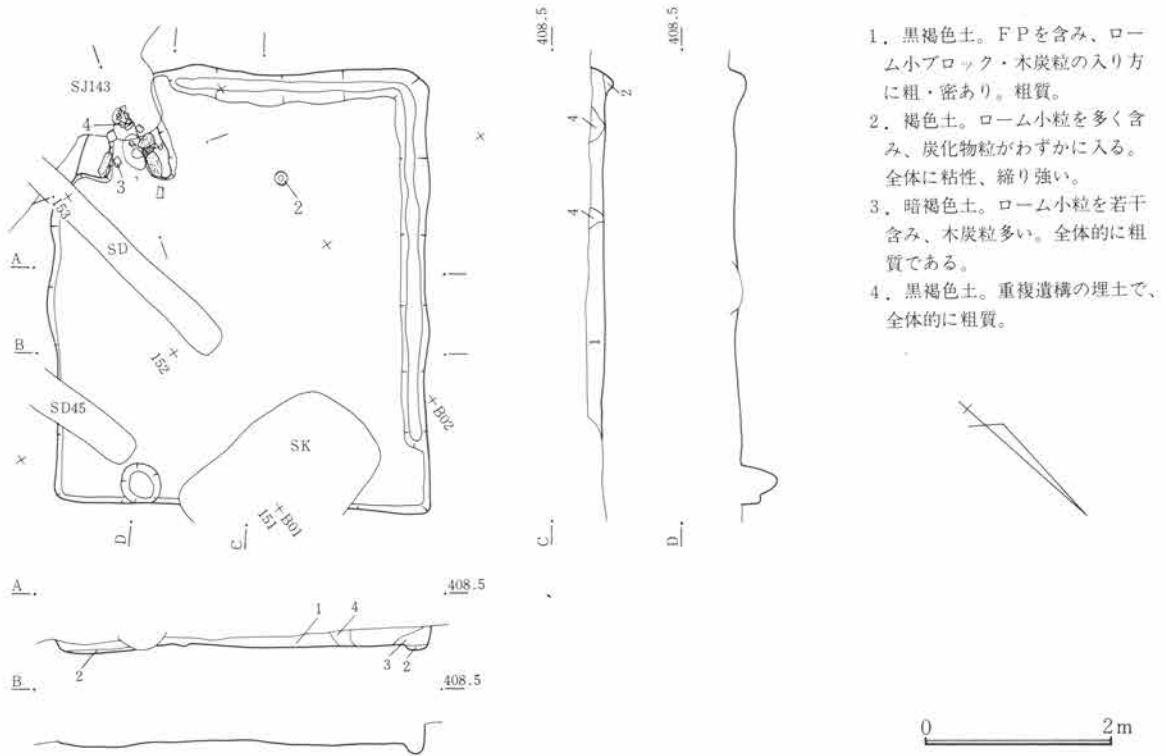 408.5
408.5
SJ143
4
3
2
153
SD
A
B
152
SD45
SK
B02
151
B01
D
C
2
4
4
1
C
D
1．黒褐色土。ＦＰを含み、ロー
ム小ブロック・木炭粒の入り方
に粗・密あり。粗質。
2．褐色土。ローム小粒を多く含
み、炭化物粒がわずかに入る。
全体に粘性、締り強い。
3．暗褐色土。ローム小粒を若干
含み、木炭粒多い。全体的に粗
質である。
4．黒褐色土。重複遺構の埋土で、
全体的に粗質。
A
408.5
1
4
2
3
2
B
408.5
0
2m